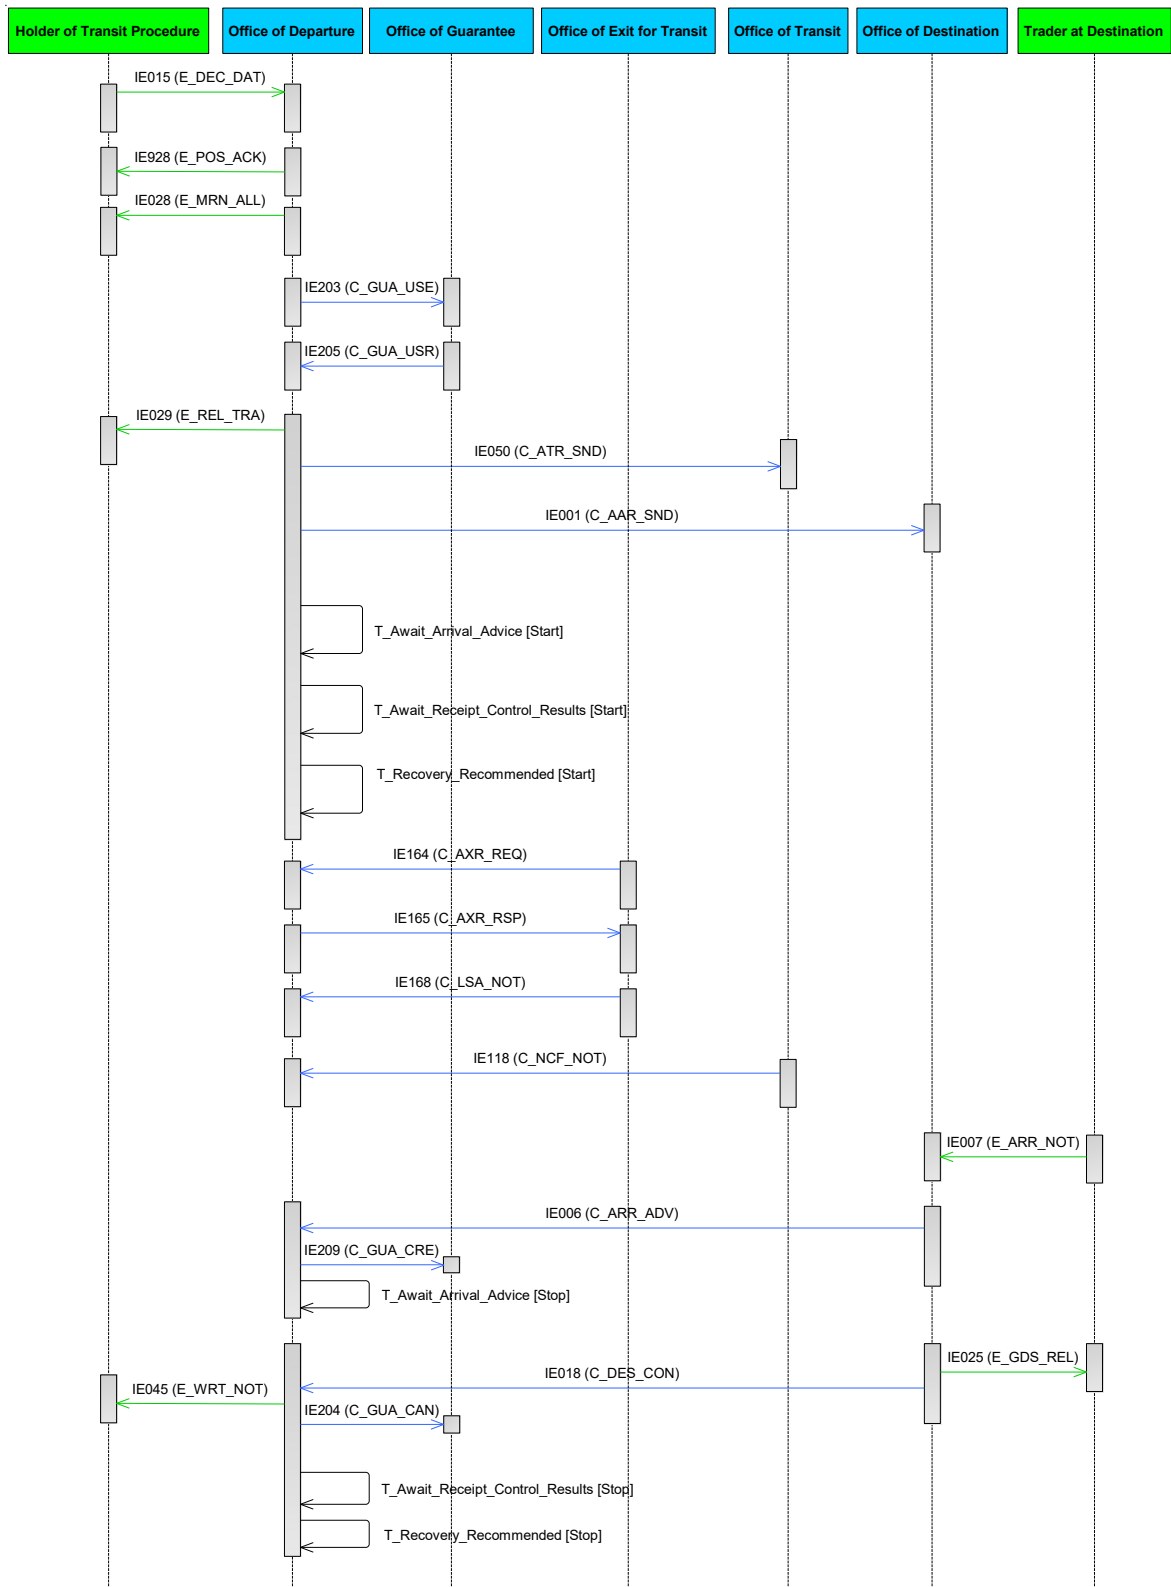 Holder of Transit Procedure
Office of Departure
Office of Guarantee
Office of Exit for Transit
Office of Transit
Office of Destination
Trader at Destination
IE015 (E_DEC_DAT)
IE928 (E_POS_ACK)
IE028 (E_MRN_ALL)
IE203 (C_GUA_USE)
IE205 (C_GUA_USR)
IE029 (E_REL_TRA)
IE050 (C_ATR_SND)
IE001 (C_AAR_SND)
T_Await_Arrival_Advice [Start]
T_Await_Receipt_Control_Results [Start]
T_Recovery_Recommended [Start]
IE164 (C_AXR_REQ)
IE165 (C_AXR_RSP)
IE168 (C_LSA_NOT)
IE118 (C_NCF_NOT)
IE007 (E_ARR_NOT)
IE006 (C_ARR_ADV)
IE209 (C_GUA_CRE)
T_Await_Arrival_Advice [Stop]
IE025 (E_GDS_REL)
IE018 (C_DES_CON)
IE045 (E_WRT_NOT)
IE204 (C_GUA_CAN)
T_Await_Receipt_Control_Results [Stop]
T_Recovery_Recommended [Stop]